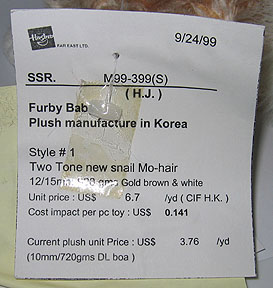 Hasbro
FAR EAST LTD.
9/24/99
SSR. M99-399(S)
( H.J. )
Furby Bab
Plush manufacture in Korea
Style # 1
Two Tone new snail Mo-hair
gms Gold brown & white
Unit price : US$ 6.7 /yd ( CIF H.K. )
Cost impact per pc toy : US$ 0.141
Current plush unit Price : US$ 3.76 /yd
(10mm/720gms DL boa )